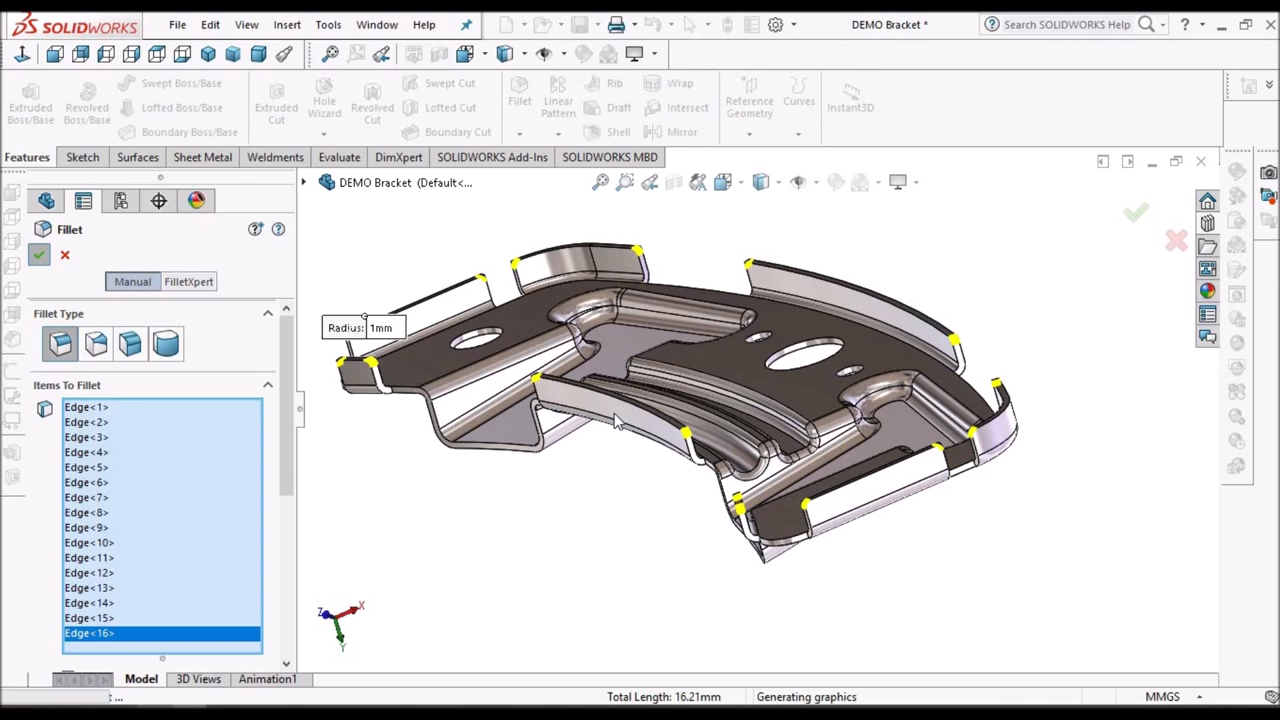 SOLIDWORKS File Edit View Insert Tools Window Help DEMO Bracket * Search SOLIDWORKS Help ?
Extruded Boss/Base
Revolved Boss/Base
Swept Boss/Base
Lofted Boss/Base
Boundary Boss/Base
Extruded Cut
Hole Wizard
Revolved Cut
Swept Cut
Lofted Cut
Boundary Cut
Fillet
Linear Pattern
Rib
Draft
Shell
Wrap
Intersect
Mirror
Reference Geometry
Curves
Instant3D
Features Sketch Surfaces Sheet Metal Weldments Evaluate DimXpert SOLIDWORKS Add-Ins SOLIDWORKS MBD
DEMO Bracket (Default<...
Fillet
Manual FilletXpert
Fillet Type
Items To Fillet
Edge<1>
Edge<2>
Edge<3>
Edge<4>
Edge<5>
Edge<6>
Edge<7>
Edge<8>
Edge<9>
Edge<10>
Edge<11>
Edge<12>
Edge<13>
Edge<14>
Edge<15>
Edge<16>
Radius: 1mm
Z X
Y
Model 3D Views Animation1
... Total Length: 16.21mm Generating graphics MMGS